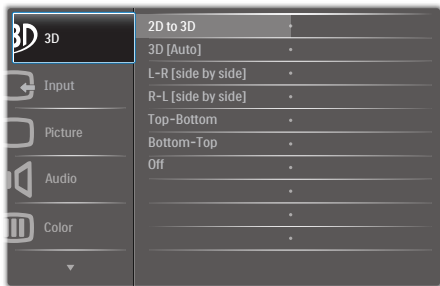 3D 3D
Input
Picture
Audio
Color
2D to 3D
3D [Auto]
L-R [side by side]
R-L [side by side]
Top-Bottom
Bottom-Top
Off